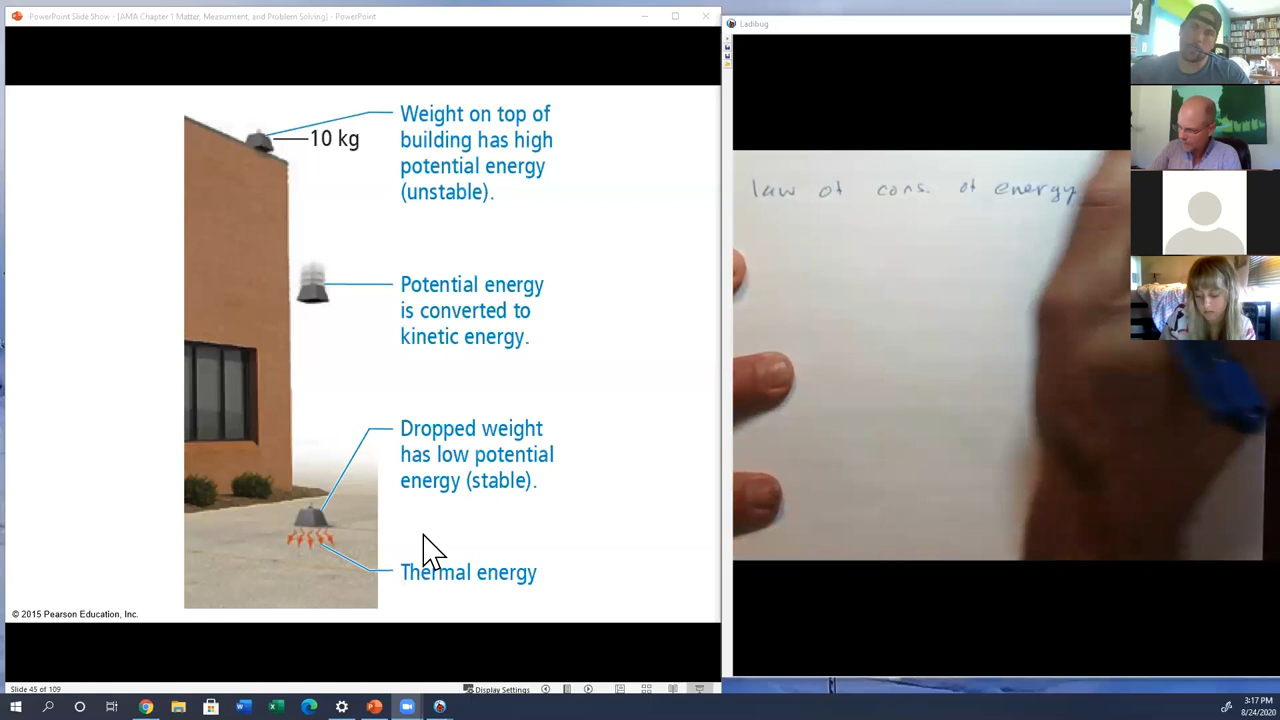 PowerPoint Slide Show - [AMA Chapter 1 Matter, Measurment, and Problem Solving] - PowerPoint
Weight on top of
building has high
potential energy
(unstable).
10 kg
Potential energy
is converted to
kinetic energy.
Dropped weight
has low potential
energy (stable).
Thermal energy
© 2015 Pearson Education, Inc.
Slide 45 of 109
Display Settings
Ladibug
law of cons. of energy
4
3:17 PM
8/24/2020